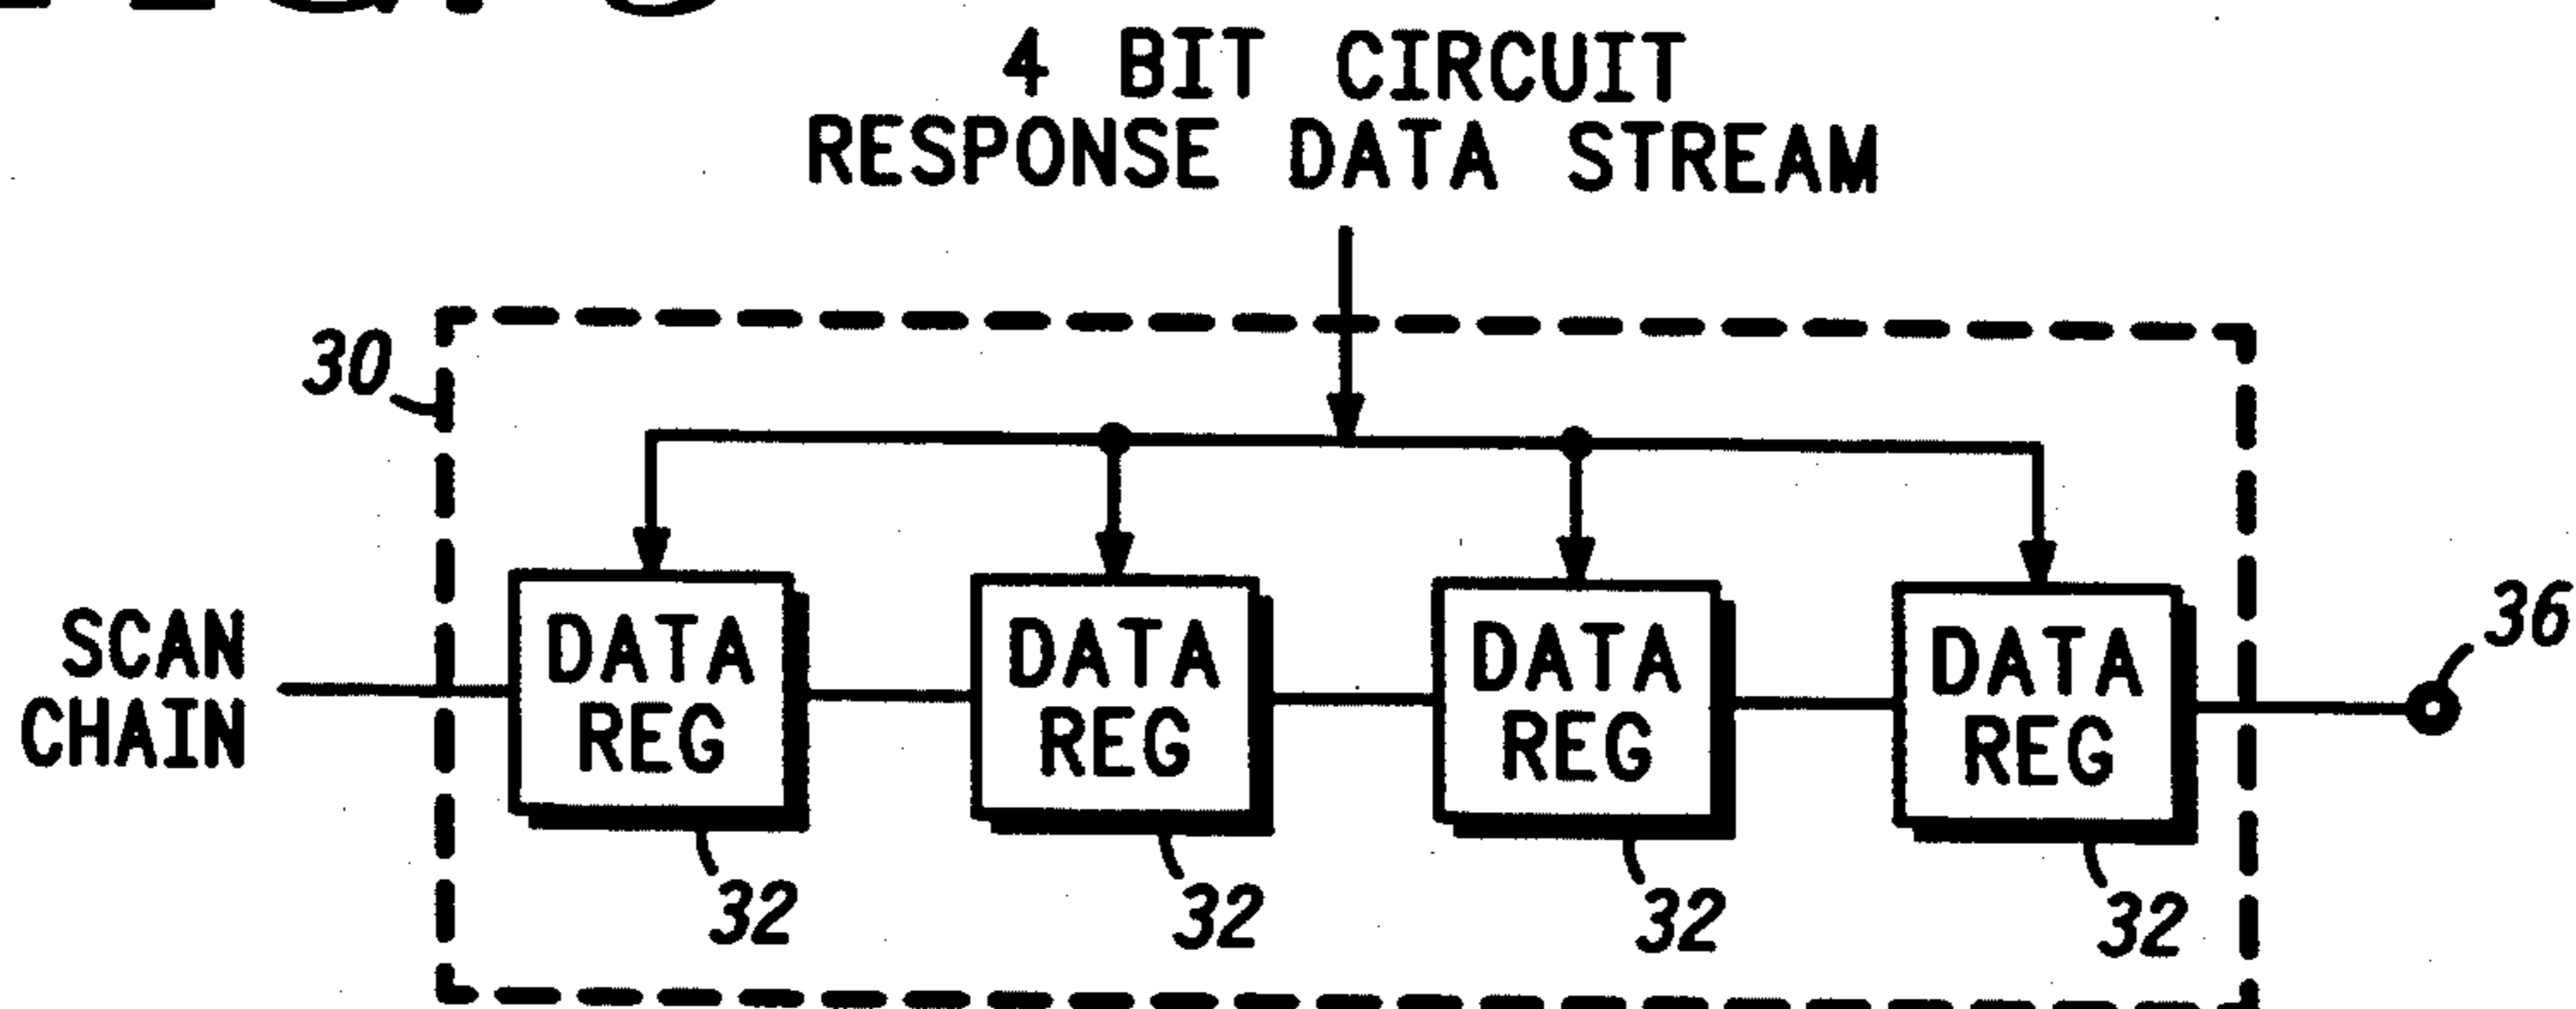 4 BIT CIRCUIT
RESPONSE DATA STREAM
30
SCAN
CHAIN
DATA
REG
DATA
REG
DATA
REG
DATA
REG
36
32
32
32
32